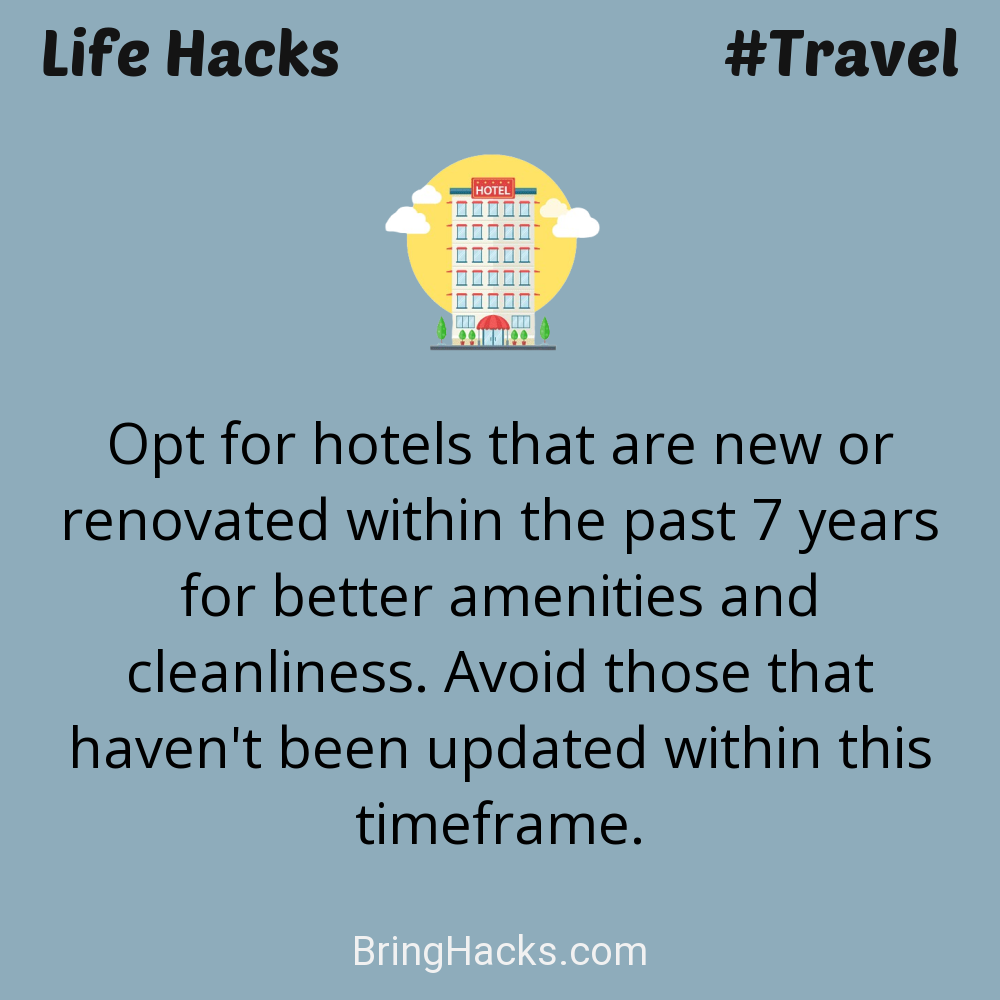 Life Hacks #Travel
HOTEL
Opt for hotels that are new or
renovated within the past 7 years
for better amenities and
cleanliness. Avoid those that
haven't been updated within this
timeframe.
BringHacks.com